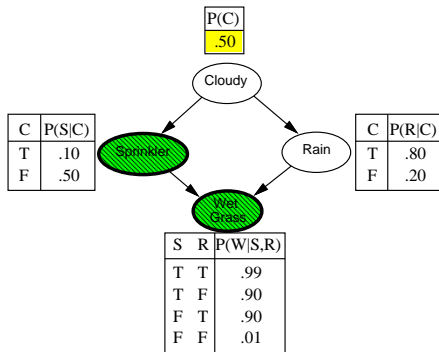 P(C)
.50
Cloudy
C P(S|C)
T .10
F .50
Sprinkler
Rain
C P(R|C)
T .80
F .20
Wet
Grass
S R P(W|S,R)
T T .99
T F .90
F T .90
F F .01